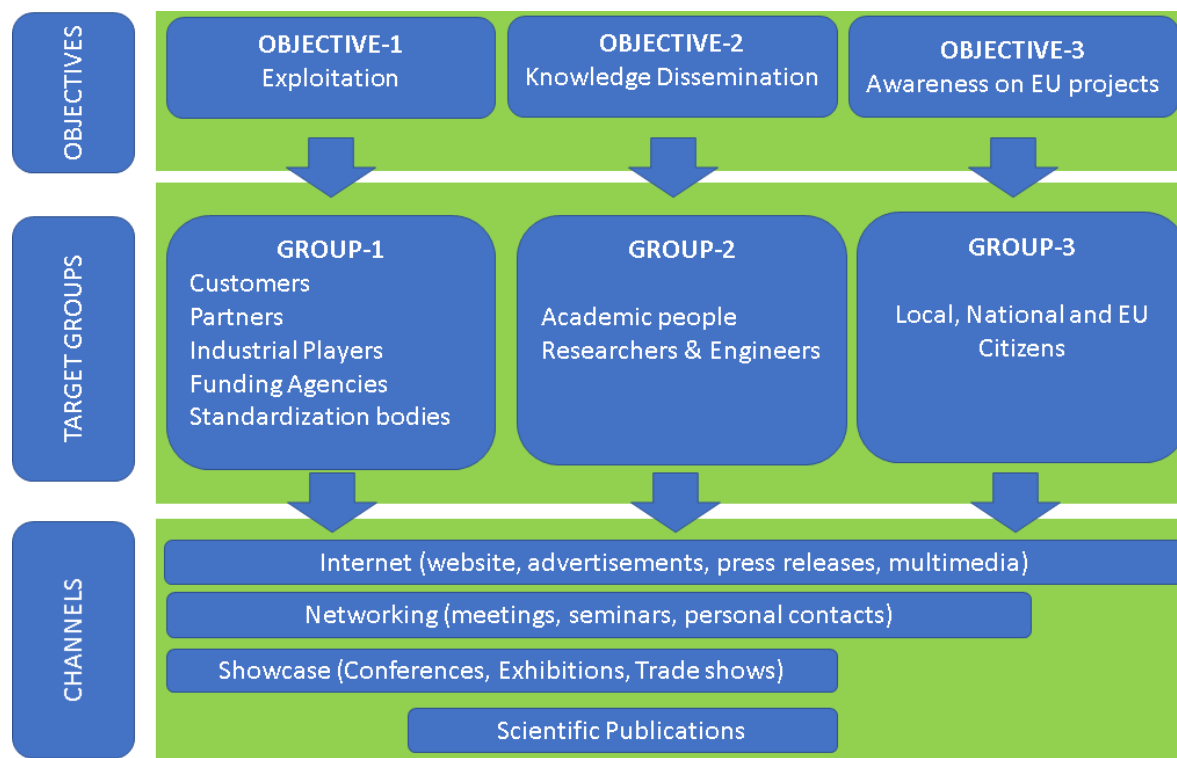 OBJECTIVES
OBJECTIVE-1
Exploitation
OBJECTIVE-2
Knowledge Dissemination
OBJECTIVE-3
Awareness on EU projects
TARGET GROUPS
GROUP-1
Customers
Partners
Industrial Players
Funding Agencies
Standardization bodies
GROUP-2
Academic people
Researchers & Engineers
GROUP-3
Local, National and EU
Citizens
CHANNELS
Internet (website, advertisements, press releases, multimedia)
Networking (meetings, seminars, personal contacts)
Showcase (Conferences, Exhibitions, Trade shows)
Scientific Publications